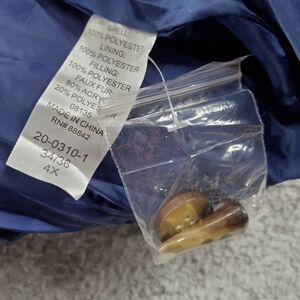 SHELL:
100% POLYESTER
LINING:
100% POLYESTER
FILLING:
100% POLYESTER
FAUX FUR:
80% ACRYLIC
20% POLYESTER
08135
MADE IN CHINA
RN# 88842
20-0310-1
34/36
4X